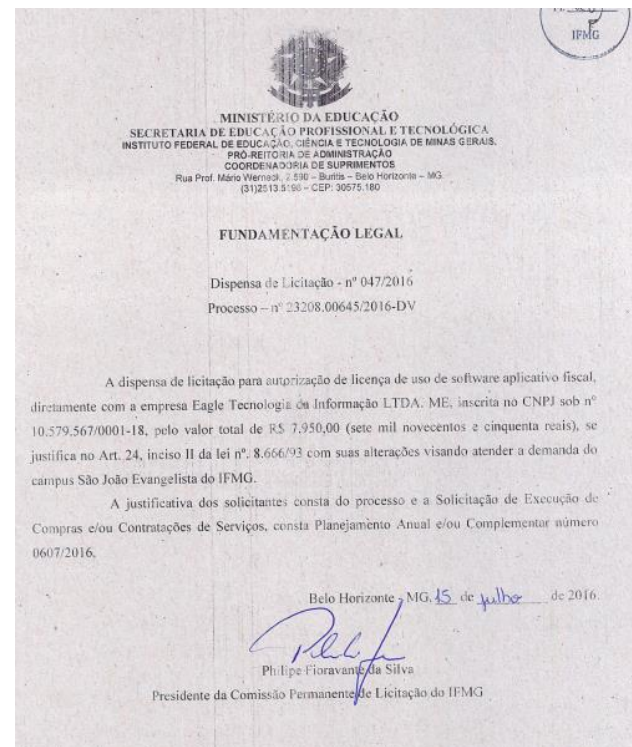 IFMG
MINISTÉRIO DA EDUCAÇÃO
SECRETARIA DE EDUCAÇÃO PROFISSIONAL E TECNOLÓGICA
INSTITUTO FEDERAL DE EDUCAÇÃO, CIÊNCIA E TECNOLOGIA DE MINAS GERAIS.
PRÓ-REITORIA DE ADMINISTRAÇÃO
COORDENADORIA DE SUPRIMENTOS
Rua Prof. Mário Werneck, 2.590 – Buritis – Belo Horizonte – MG.
(31)2513.5198 – CEP: 30575.180
FUNDAMENTAÇÃO LEGAL
Dispensa de Licitação - nº 047/2016
Processo – nº 23208.00645/2016-DV
A dispensa de licitação para autorização de licença de uso de software aplicativo fiscal,
diretamente com a empresa Eagle Tecnologia da Informação LTDA. ME, inscrita no CNPJ sob nº
10.579.567/0001-18, pelo valor total de R$ 7.950,00 (sete mil novecentos e cinquenta reais), se
justifica no Art. 24, inciso II da lei nº. 8.666/93 com suas alterações visando atender a demanda do
campus São João Evangelista do IFMG.
A justificativa dos solicitantes consta do processo e a Solicitação de Execução de
Compras e/ou Contratações de Serviços, consta Planejamento Anual e/ou Complementar número
0607/2016.
Belo Horizonte, MG, 15 de julho de 2016.
Philipe Fioravante da Silva
Presidente da Comissão Permanente de Licitação do IFMG